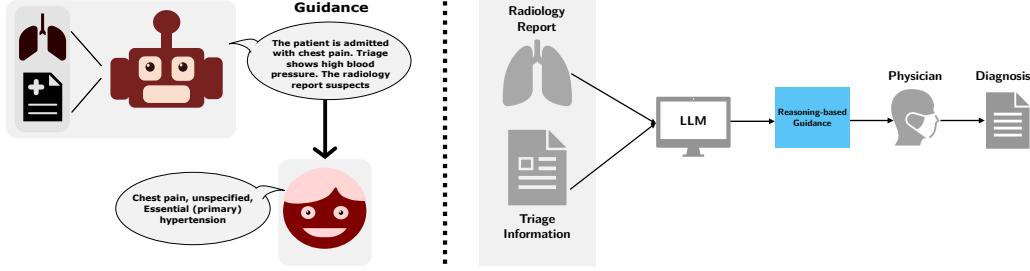 Guidance
The patient is admitted
with chest pain. Triage
shows high blood
pressure. The radiology
report suspects
Chest pain, unspecified,
Essential (primary)
hypertension
Radiology
Report
Triage
Information
LLM
Reasoning-based
Guidance
Physician
Diagnosis